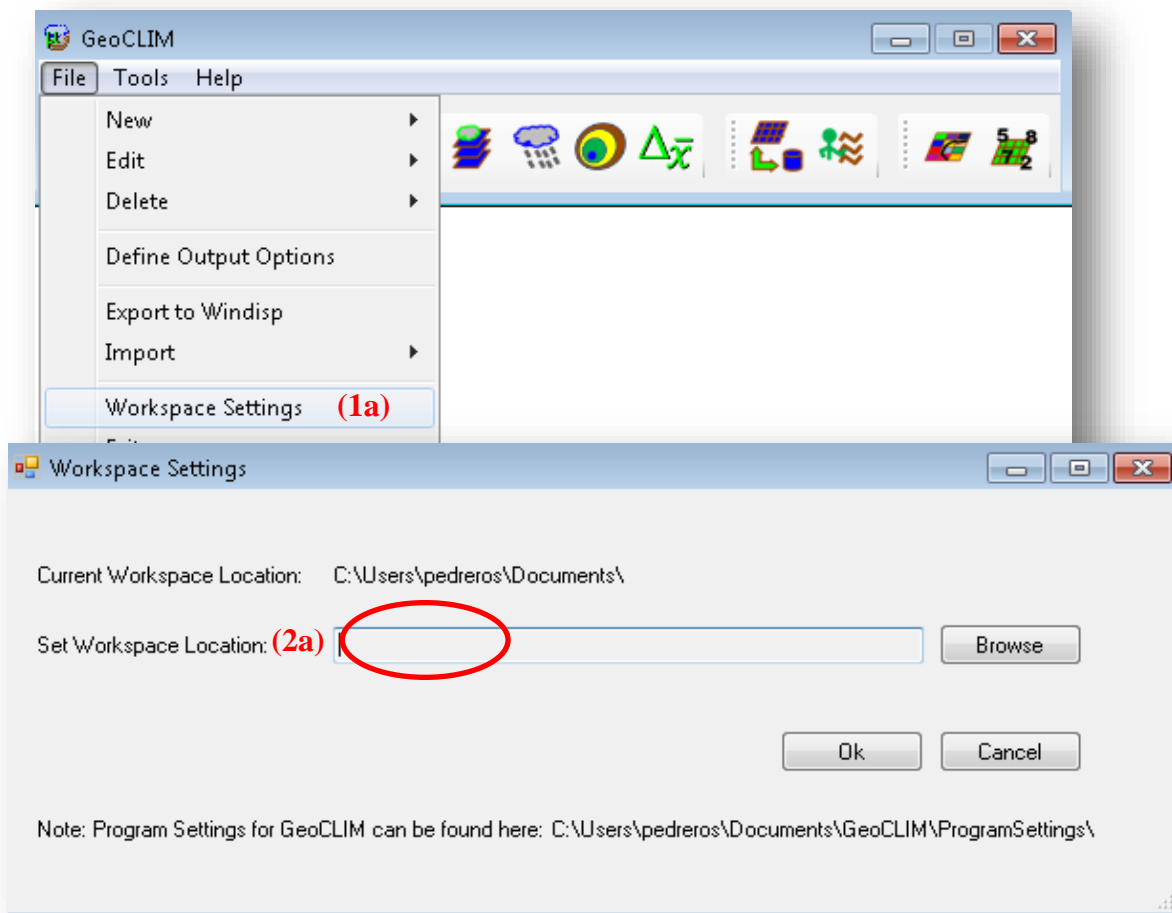 GeoCLIM
File Tools Help
New
Edit
Delete
Define Output Options
Export to Windisp
Import
Workspace Settings (1a)
Workspace Settings
Current Workspace Location: C:\Users\pedreros\Documents\
Set Workspace Location: (2a) Browse
Ok Cancel
Note: Program Settings for GeoCLIM can be found here: C:\Users\pedreros\Documents\GeoCLIM\ProgramSettings\